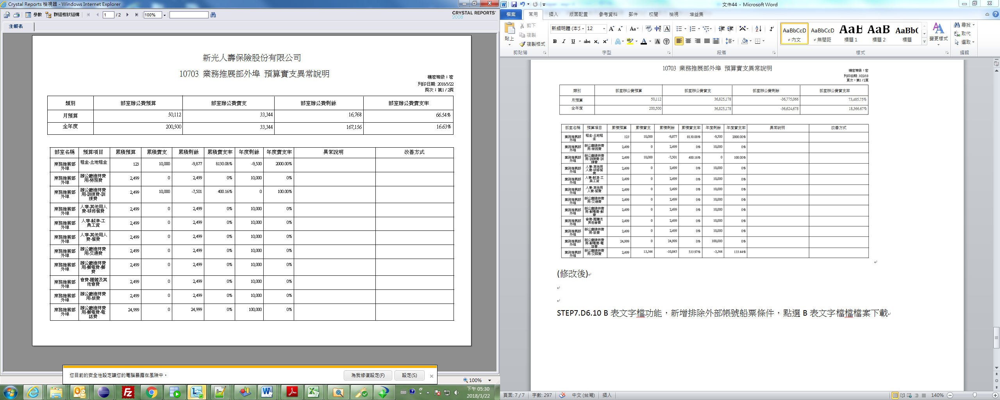 Crystal Reports 檢視器 - Windows Internet Explorer
參數 群組樹狀結構 1 / 2 100%
CRYSTAL REPORTS
2008
主報表
新光人壽保險股份有限公司
10703 業務推展部外埠 預算實支異常說明
機密等級：密
列印日期: 2018/3/22
頁次：第1 / 2頁
類別 部室辦公費預算 部室辦公費實支 部室辦公費剩餘 部室辦公費實支率
月預算 50,112 33,344 16,768 66.54%
全年度 200,500 33,344 167,156 16.63%
部室名稱 預算項目 累積預算 累積實支 累積剩餘 累積實支率 年度剩餘 年度實支率 異常說明 改善方式
業務推展部外埠 租金-土地租金 123 10,000 -9,877 8130.08% -9,500 2000.00%
業務推展部外埠 辦公廳維持費用-勞務費 2,499 0 2,499 0% 10,000 0%
業務推展部外埠 辦公廳維持費用-訓練費-訓練費 2,499 10,000 -7,501 400.16% 0 100.00%
業務推展部外埠 人事-其他用人費-研修餐費 2,499 0 2,499 0% 10,000 0%
業務推展部外埠 人事-薪津-工員工資 2,499 0 2,499 0% 10,000 0%
業務推展部外埠 人事-其他用人費-餐費 2,499 0 2,499 0% 10,000 0%
業務推展部外埠 辦公廳維持費用-交通費 2,499 0 2,499 0% 10,000 0%
業務推展部外埠 辦公廳維持費用-郵電費-郵費 2,499 0 2,499 0% 10,000 0%
業務推展部外埠 會費-團體及其他會費 2,499 0 2,499 0% 10,000 0%
業務推展部外埠 辦公廳維持費用-旅費 2,499 0 2,499 0% 10,000 0%
業務推展部外埠 辦公廳維持費用-郵電費-電話費 24,999 0 24,999 0% 100,000 0%
您目前的安全性設定讓您的電腦暴露在風險中。 為我修復設定(F) 設定(S)
100%
下午 05:30
2018/3/22
文件44 - Microsoft Word
檔案 常用 插入 版面配置 參考資料 郵件 校閱 檢視 增益集
貼上 剪下 複製 複製格式 剪貼簿
新細明體 (本文 12 字型
段落
AaBbCcD 內文 AaBbCcD 無間距 AaB 標題 1 AaB 標題 2 AaBb( 標題 變更樣式 樣式
尋找 取代 選取 編輯
10703 業務推展部外埠 預算實支異常說明
機密等級：密
列印日期: 3/22/18
頁次：第1 / 2頁
類別 部室辦公費預算 部室辦公費實支 部室辦公費剩餘 部室辦公費實支率
月預算 50,112 36,825,178 -36,775,066 73,485.75%
全年度 200,500 36,825,178 -36,624,678 18,366.67%
部室名稱 預算項目 累積預算 累積實支 累積剩餘 累積實支率 年度剩餘 年度實支率 異常說明 改善方式
業務推展部外埠 租金-土地租金 123 10,000 -9,877 8130.08% -9,500 2000.00%
業務推展部外埠 辦公廳維持費用-勞務費 2,499 0 2,499 0% 10,000 0%
業務推展部外埠 辦公廳維持費用-訓練費-訓練費 2,499 10,000 -7,501 400.16% 0 100.00%
業務推展部外埠 人事-其他用人費-研修餐費 2,499 0 2,499 0% 10,000 0%
業務推展部外埠 人事-薪津-工員工資 2,499 0 2,499 0% 10,000 0%
業務推展部外埠 人事-其他用人費-餐費 2,499 0 2,499 0% 10,000 0%
業務推展部外埠 辦公廳維持費用-交通費 2,499 0 2,499 0% 10,000 0%
業務推展部外埠 辦公廳維持費用-郵電費-郵費 2,499 0 2,499 0% 10,000 0%
業務推展部外埠 會費-團體及其他會費 2,499 0 2,499 0% 10,000 0%
業務推展部外埠 辦公廳維持費用-旅費 2,499 0 2,499 0% 10,000 0%
業務推展部外埠 辦公廳維持費用-郵電費-電話費 24,999 0 24,999 0% 100,000 0%
業務推展部外埠 辦公廳維持費用-交際費 2,499 13,344 -10,845 533.97% -3,344 133.44%
(修改後)
STEP7.D6.10 B 表文字檔功能，新增排除外部帳號船票條件，點選 B 表文字檔檔檔案下載
頁面: 7 / 7 字數: 297 中文 (台灣) 插入 140%